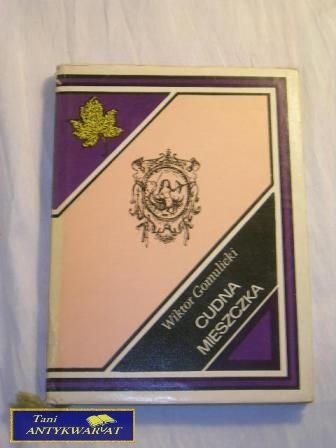 Wiktor Gomulicki
CUDNA
MIESZCZKA
Tani
ANTYKWARIAT